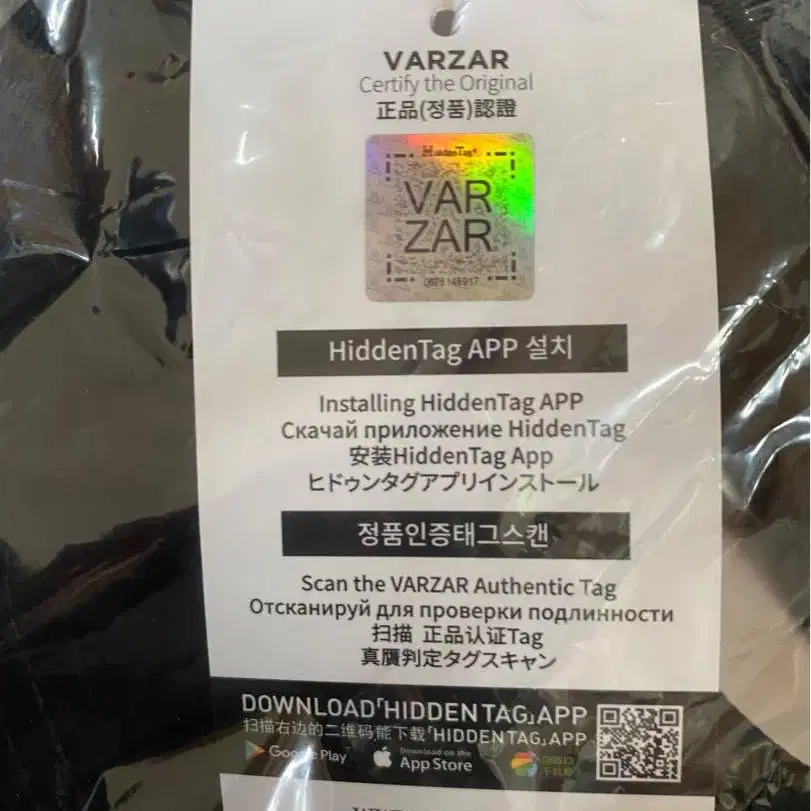 VARZAR
Certify the Original
正品(정품)認證
HiddenTag®
VAR
ZAR
HiddenTag APP 설치
Installing HiddenTag APP
Скачай приложение HiddenTag
安装HiddenTag App
ヒドゥンタグアプリインストール
정품인증태그스캔
Scan the VARZAR Authentic Tag
Отсканируй для проверки подлинности
扫描 正品认证Tag
真贋判定タグスキャン
DOWNLOAD「HIDDEN TAG」APP
扫描右边的二维码能下载「HIDDEN TAG」APP
Google Play
Download on the
App Store